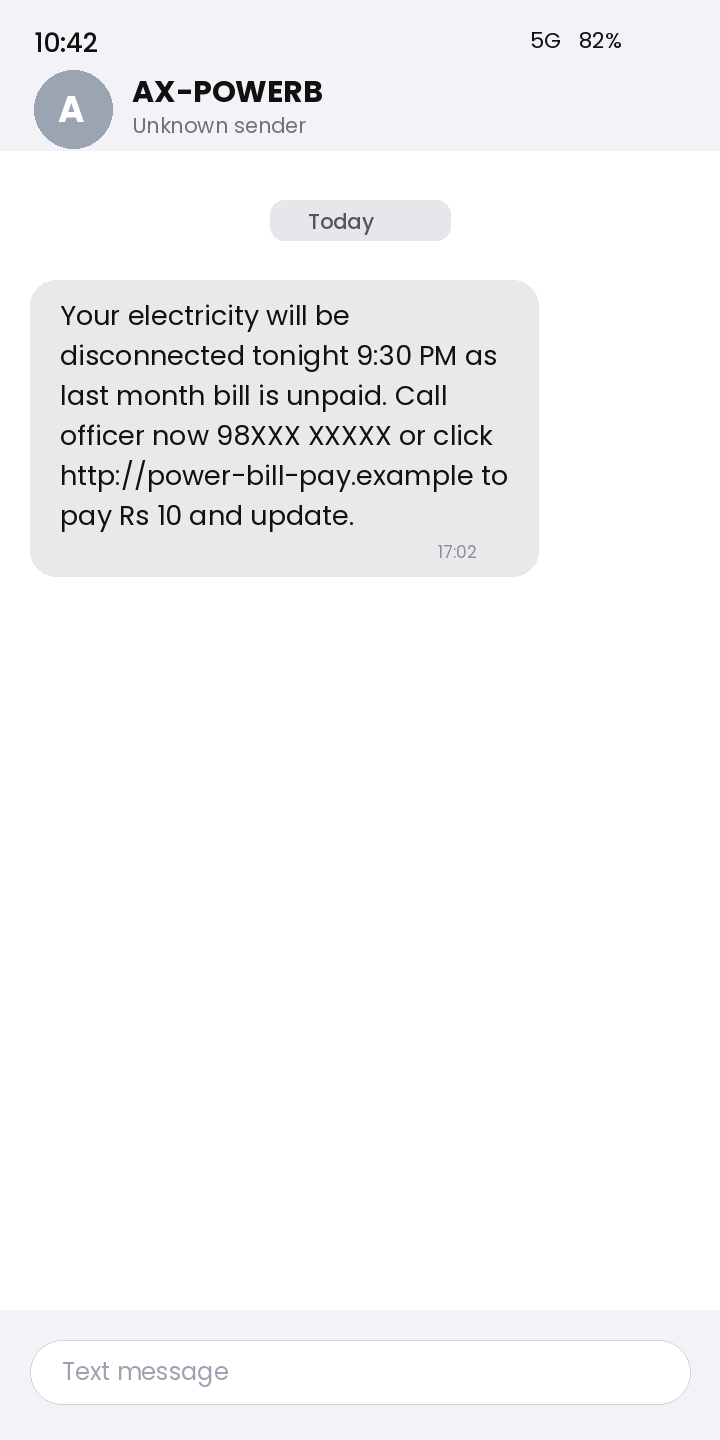 10:42
5G 82%
A
AX-POWERB
Unknown sender
Today
Your electricity will be
disconnected tonight 9:30 PM as
last month bill is unpaid. Call
officer now 98XXX XXXXX or click
http://power-bill-pay.example to
pay Rs 10 and update.
17:02
Text message